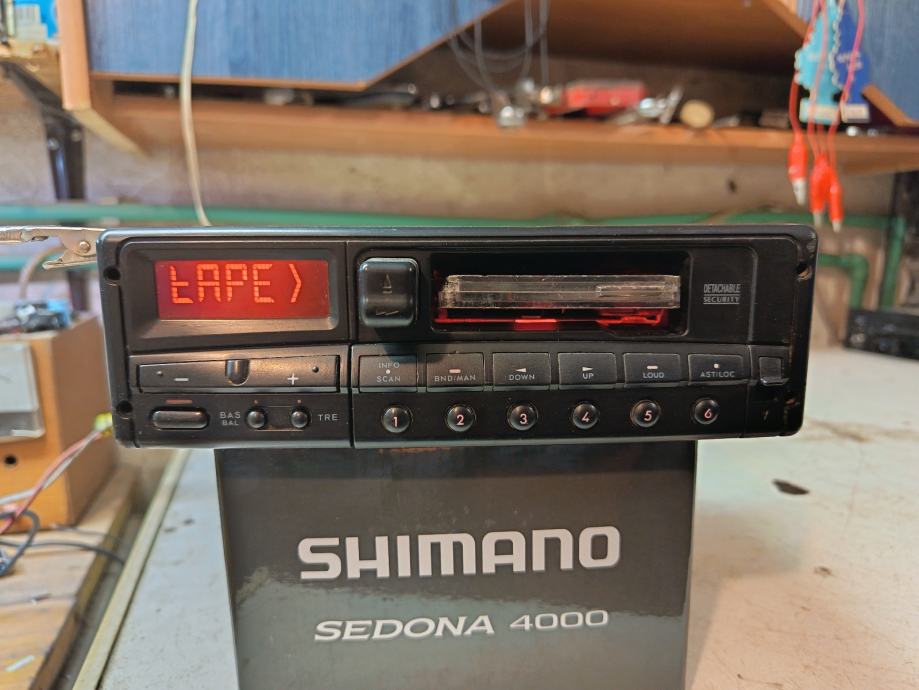 tAPE >
DETACHABLE
SECURITY
− +
INFO
SCAN
BND/MAN
DOWN
UP
LOUD
AST/LOC
BAS
BAL
TRE
1 2 3 4 5 6
SHIMANO
SEDONA 4000